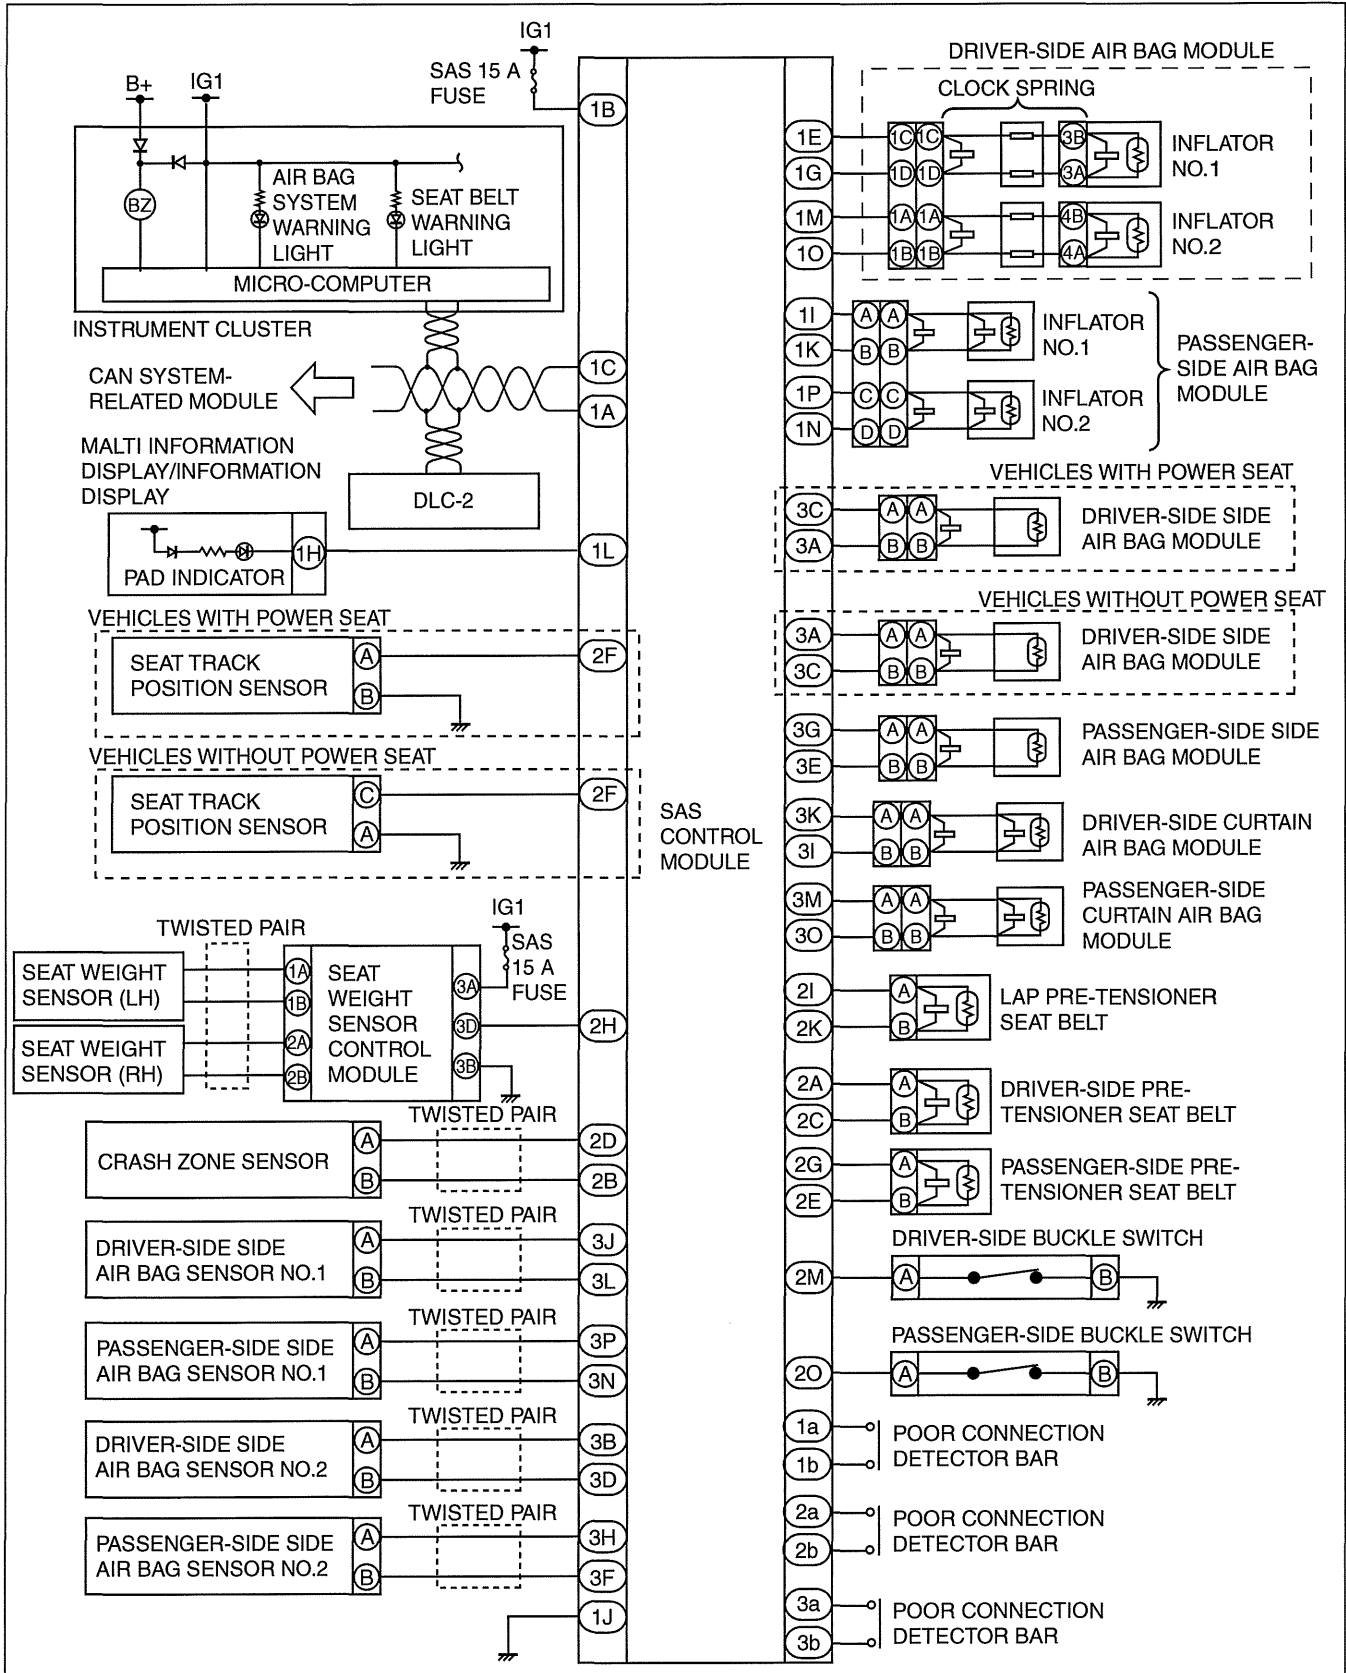 IG1
SAS 15 A
FUSE
1B
B+
IG1
BZ
AIR BAG
SYSTEM
WARNING
LIGHT
SEAT BELT
WARNING
LIGHT
MICRO-COMPUTER
INSTRUMENT CLUSTER
CAN SYSTEM-
RELATED MODULE
1C
1A
MALTI INFORMATION
DISPLAY/INFORMATION
DISPLAY
DLC-2
1H
PAD INDICATOR
1L
VEHICLES WITH POWER SEAT
SEAT TRACK
POSITION SENSOR
A
B
2F
VEHICLES WITHOUT POWER SEAT
SEAT TRACK
POSITION SENSOR
C
A
2F
SAS
CONTROL
MODULE
TWISTED PAIR
IG1
SAS
15 A
FUSE
SEAT WEIGHT
SENSOR (LH)
SEAT WEIGHT
SENSOR (RH)
1A
1B
2A
2B
SEAT
WEIGHT
SENSOR
CONTROL
MODULE
3A
3D
3B
2H
TWISTED PAIR
CRASH ZONE SENSOR
A
B
2D
2B
TWISTED PAIR
DRIVER-SIDE SIDE
AIR BAG SENSOR NO.1
A
B
3J
3L
TWISTED PAIR
PASSENGER-SIDE SIDE
AIR BAG SENSOR NO.1
A
B
3P
3N
TWISTED PAIR
DRIVER-SIDE SIDE
AIR BAG SENSOR NO.2
A
B
3B
3D
TWISTED PAIR
PASSENGER-SIDE SIDE
AIR BAG SENSOR NO.2
A
B
3H
3F
1J
DRIVER-SIDE AIR BAG MODULE
CLOCK SPRING
1E 1C 1C 3B
1G 1D 1D 3A
INFLATOR
NO.1
1M 1A 1A 4B
1O 1B 1B 4A
INFLATOR
NO.2
1I A A
1K B B
INFLATOR
NO.1
1P C C
1N D D
INFLATOR
NO.2
PASSENGER-
SIDE AIR BAG
MODULE
VEHICLES WITH POWER SEAT
3C A A
3A B B
DRIVER-SIDE SIDE
AIR BAG MODULE
VEHICLES WITHOUT POWER SEAT
3A A A
3C B B
DRIVER-SIDE SIDE
AIR BAG MODULE
3G A A
3E B B
PASSENGER-SIDE SIDE
AIR BAG MODULE
3K A A
3I B B
DRIVER-SIDE CURTAIN
AIR BAG MODULE
3M A A
3O B B
PASSENGER-SIDE
CURTAIN AIR BAG
MODULE
2I A
2K B
LAP PRE-TENSIONER
SEAT BELT
2A A
2C B
DRIVER-SIDE PRE-
TENSIONER SEAT BELT
2G A
2E B
PASSENGER-SIDE PRE-
TENSIONER SEAT BELT
DRIVER-SIDE BUCKLE SWITCH
2M A B
PASSENGER-SIDE BUCKLE SWITCH
2O A B
1a
1b
POOR CONNECTION
DETECTOR BAR
2a
2b
POOR CONNECTION
DETECTOR BAR
3a
3b
POOR CONNECTION
DETECTOR BAR